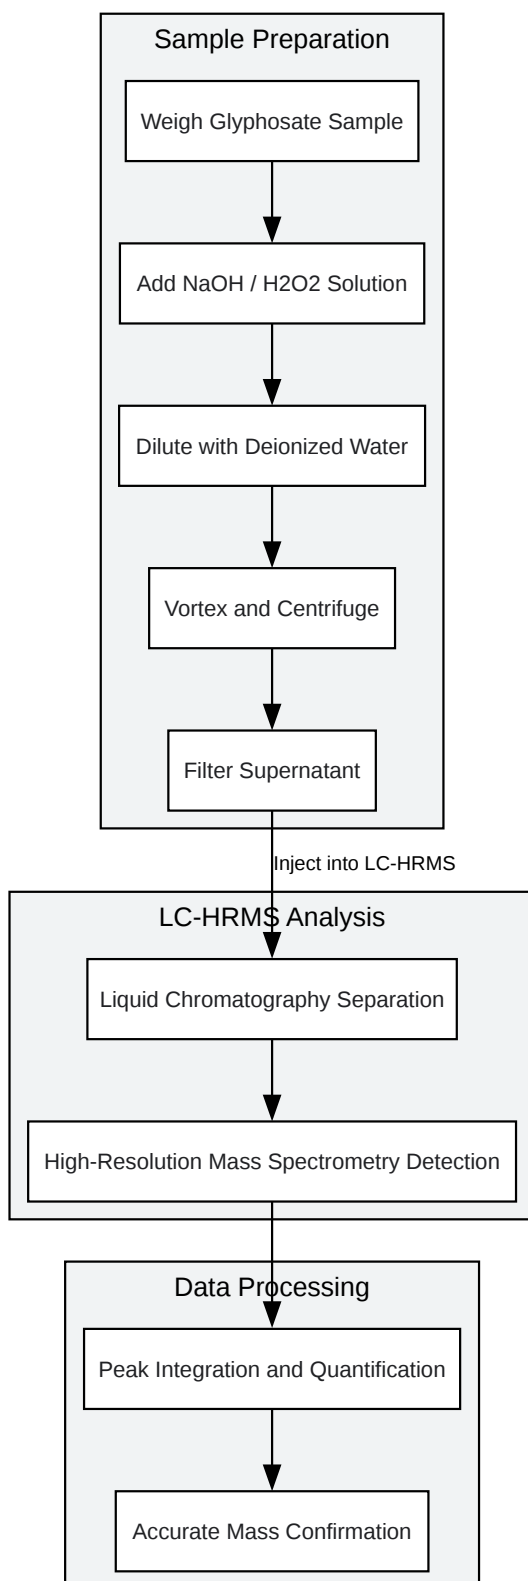 Sample Preparation
Weigh Glyphosate Sample
Add NaOH / H2O2 Solution
Dilute with Deionized Water
Vortex and Centrifuge
Filter Supernatant
Inject into LC-HRMS
LC-HRMS Analysis
Liquid Chromatography Separation
High-Resolution Mass Spectrometry Detection
Data Processing
Peak Integration and Quantification
Accurate Mass Confirmation